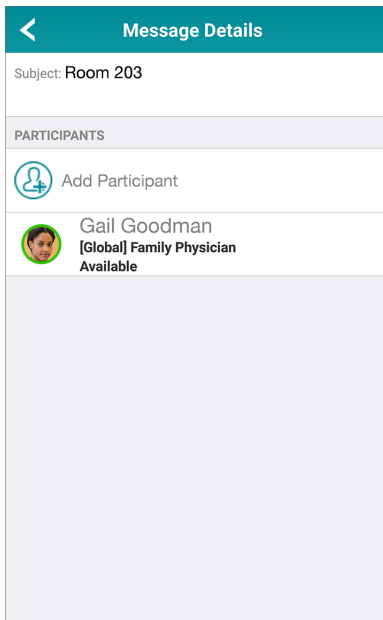 Message Details
Subject: Room 203
PARTICIPANTS
Add Participant
Gail Goodman
[Global] Family Physician
Available